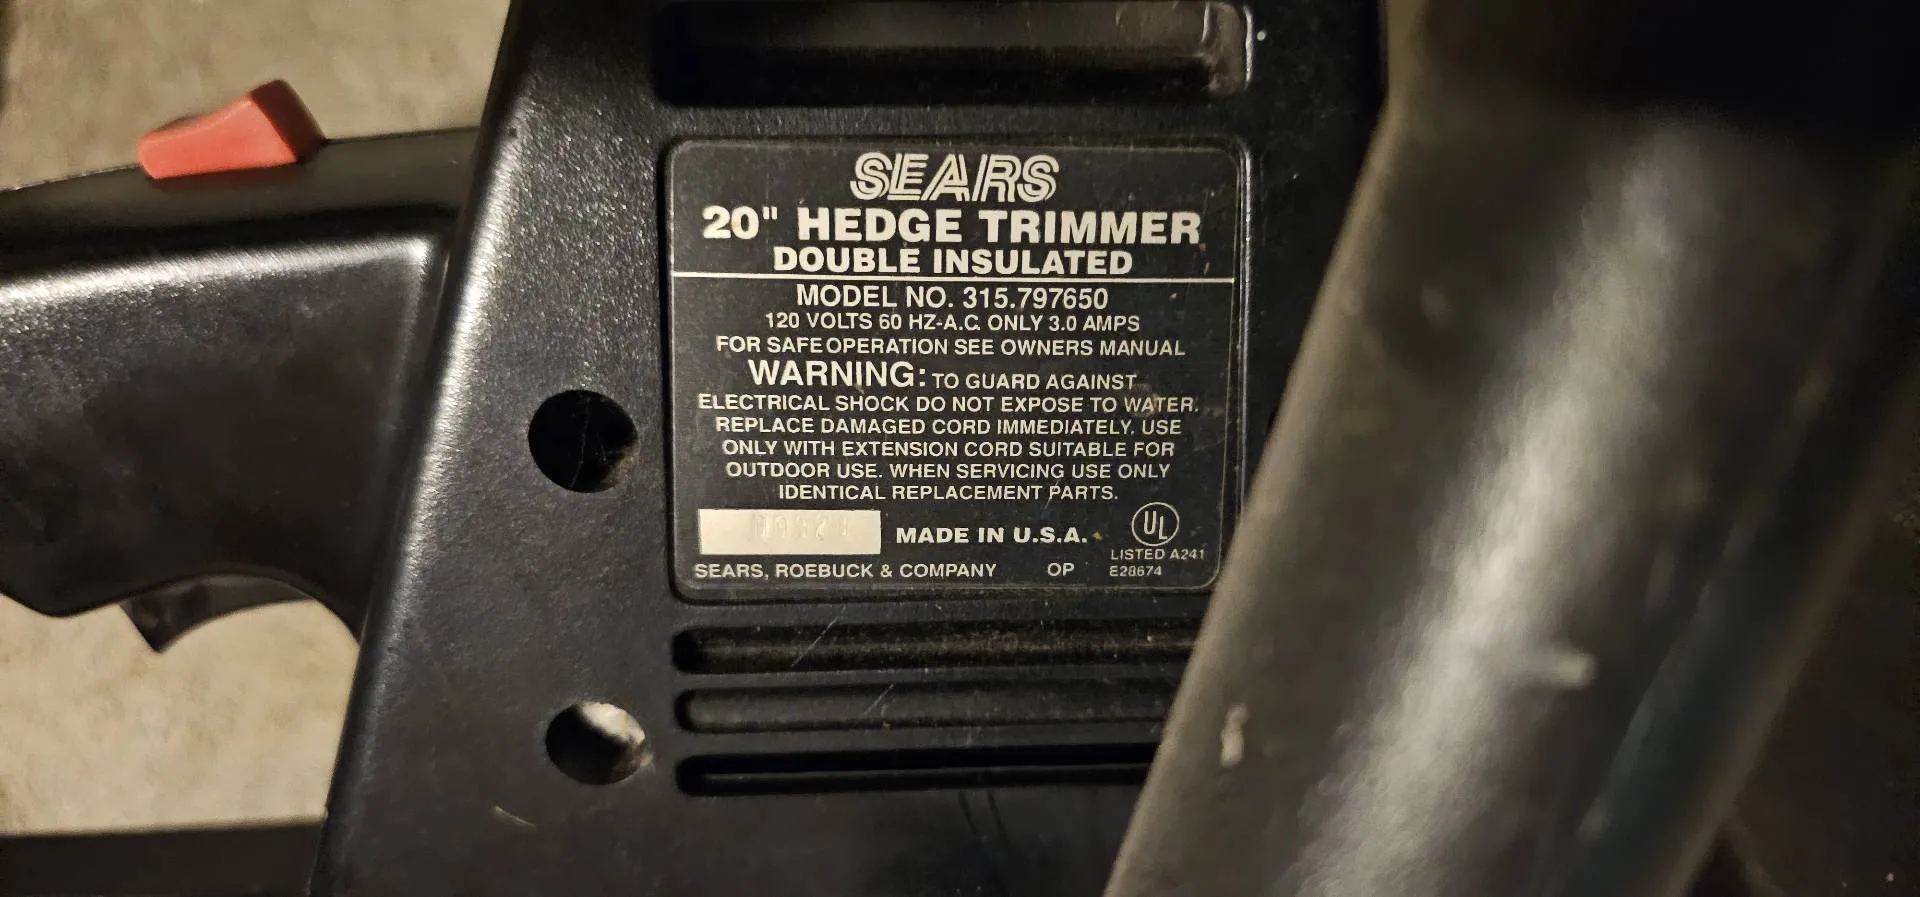 SEARS
20" HEDGE TRIMMER
DOUBLE INSULATED
MODEL NO. 315.797650
120 VOLTS 60 HZ-A.C. ONLY 3.0 AMPS
FOR SAFE OPERATION SEE OWNERS MANUAL
WARNING: TO GUARD AGAINST
ELECTRICAL SHOCK DO NOT EXPOSE TO WATER.
REPLACE DAMAGED CORD IMMEDIATELY. USE
ONLY WITH EXTENSION CORD SUITABLE FOR
OUTDOOR USE. WHEN SERVICING USE ONLY
IDENTICAL REPLACEMENT PARTS.
MADE IN U.S.A. UL
LISTED A241
SEARS, ROEBUCK & COMPANY OP E28674